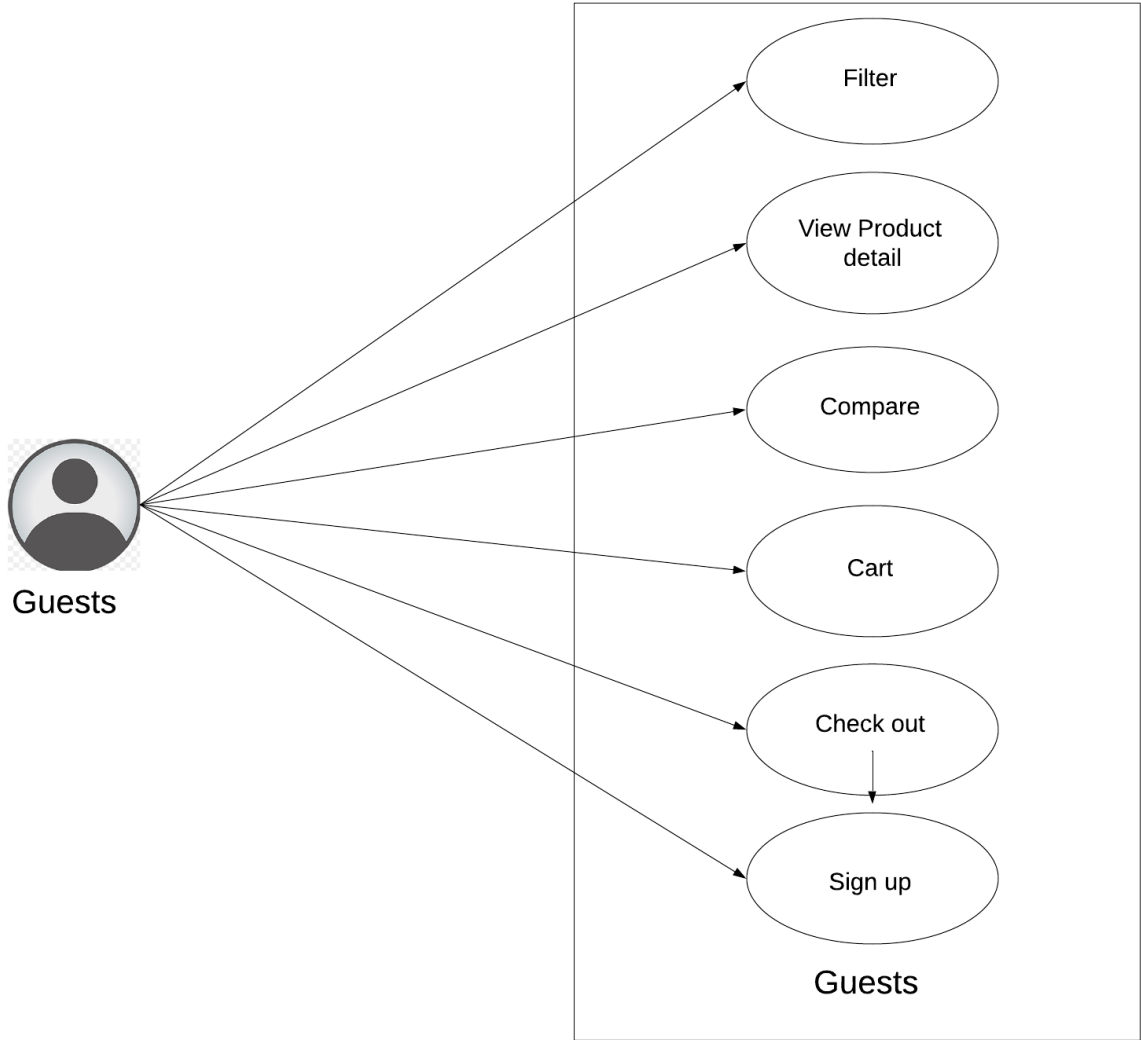 Filter
View Product
detail
Compare
Cart
Guests
Check out
Sign up
Guests